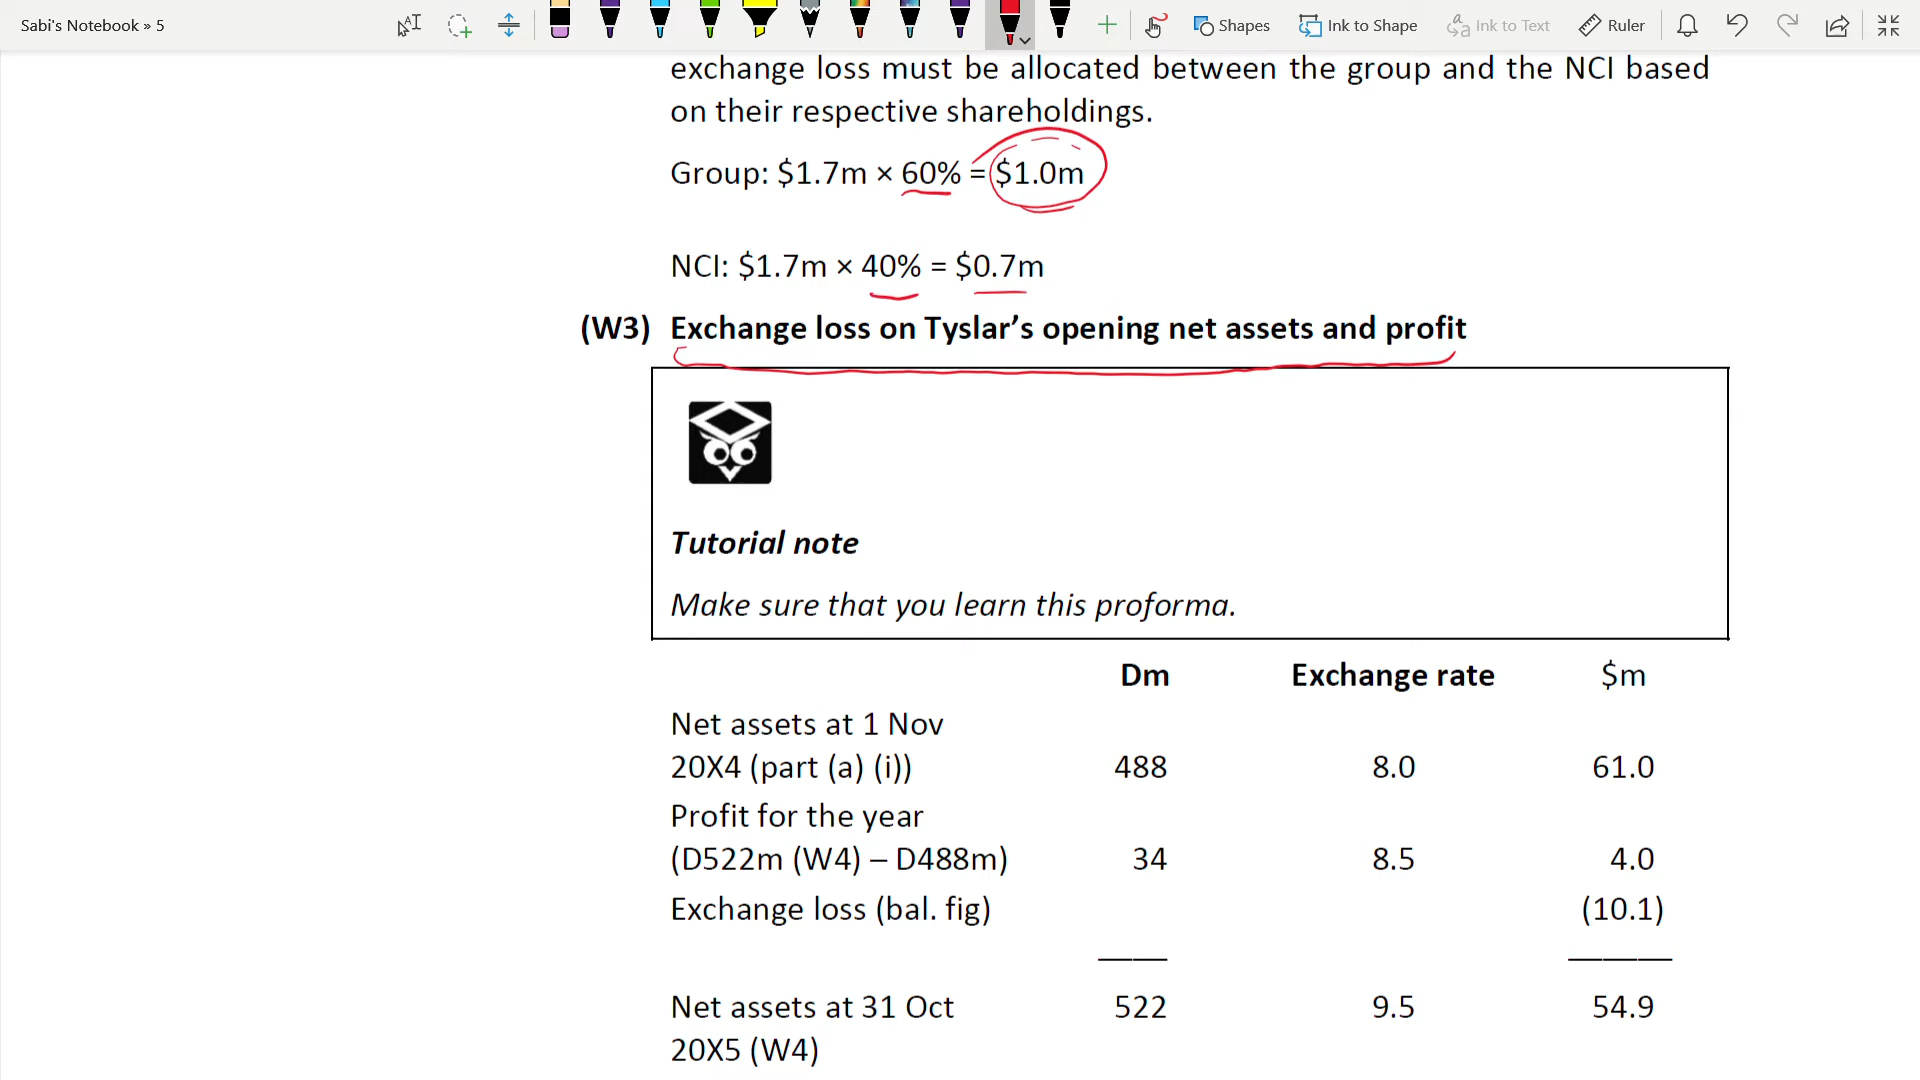 Sabi's Notebook » 5
Shapes
Ink to Shape
Ink to Text
Ruler
exchange loss must be allocated between the group and the NCI based
on their respective shareholdings.
Group: $1.7m × 60% = $1.0m
NCI: $1.7m × 40% = $0.7m
(W3) Exchange loss on Tyslar’s opening net assets and profit
Tutorial note
Make sure that you learn this proforma.
Dm Exchange rate $m
Net assets at 1 Nov
20X4 (part (a) (i)) 488 8.0 61.0
Profit for the year
(D522m (W4) – D488m) 34 8.5 4.0
Exchange loss (bal. fig) (10.1)
Net assets at 31 Oct 522 9.5 54.9
20X5 (W4)